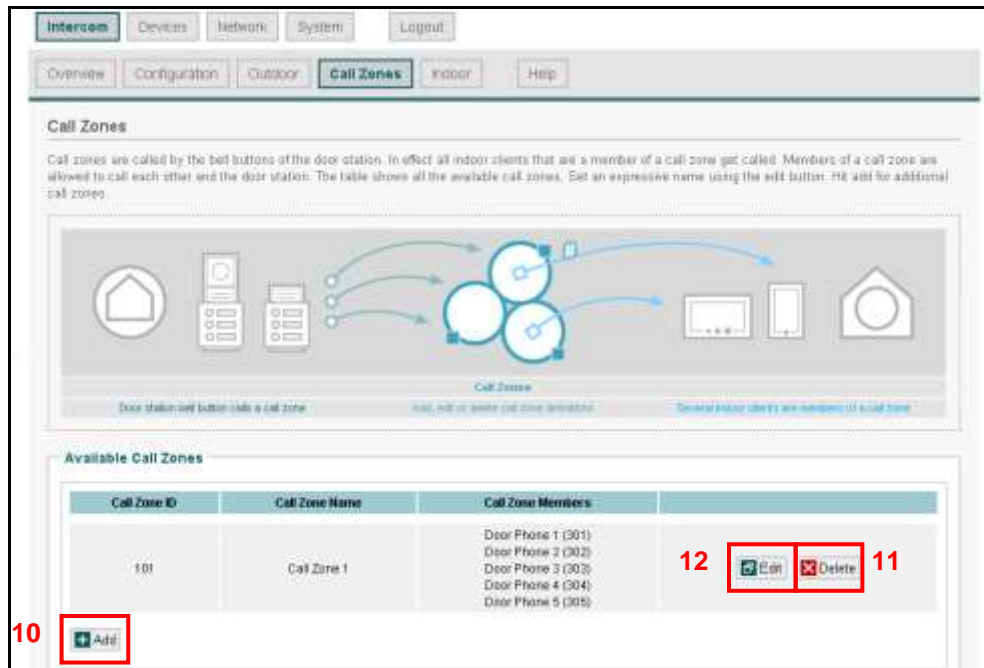 Intercom Devices Network System Logout
Overview Configuration Outdoor Call Zones Indoor Help
Call Zones
Call zones are called by the bell buttons of the door station. In effect all indoor clients that are a member of a call zone get called. Members of a call zone are
allowed to call each other and the door station. The table shows all the available call zones. Set an expressive name using the edit button. Hit add for additional
call zones.
Call Zones
Door station bell button calls a call zone Add, edit or delete call zone definitions Several indoor clients are members of a call zone
Available Call Zones
Call Zone ID Call Zone Name Call Zone Members
Door Phone 1 (301)
Door Phone 2 (302)
101 Call Zone 1 Door Phone 3 (303) 12 Edit Delete 11
Door Phone 4 (304)
Door Phone 5 (305)
10 Add